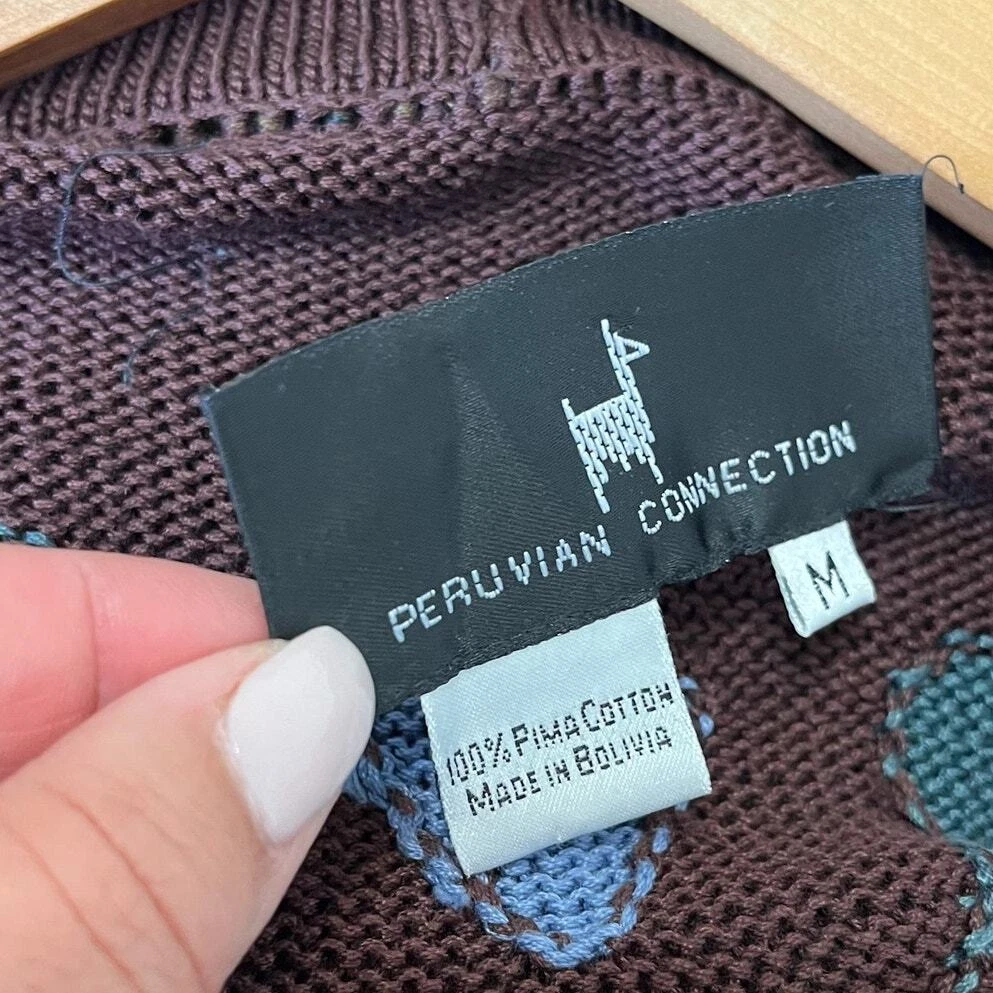 PERUVIAN CONNECTION
M
100% PIMA COTTON
MADE IN BOLIVIA